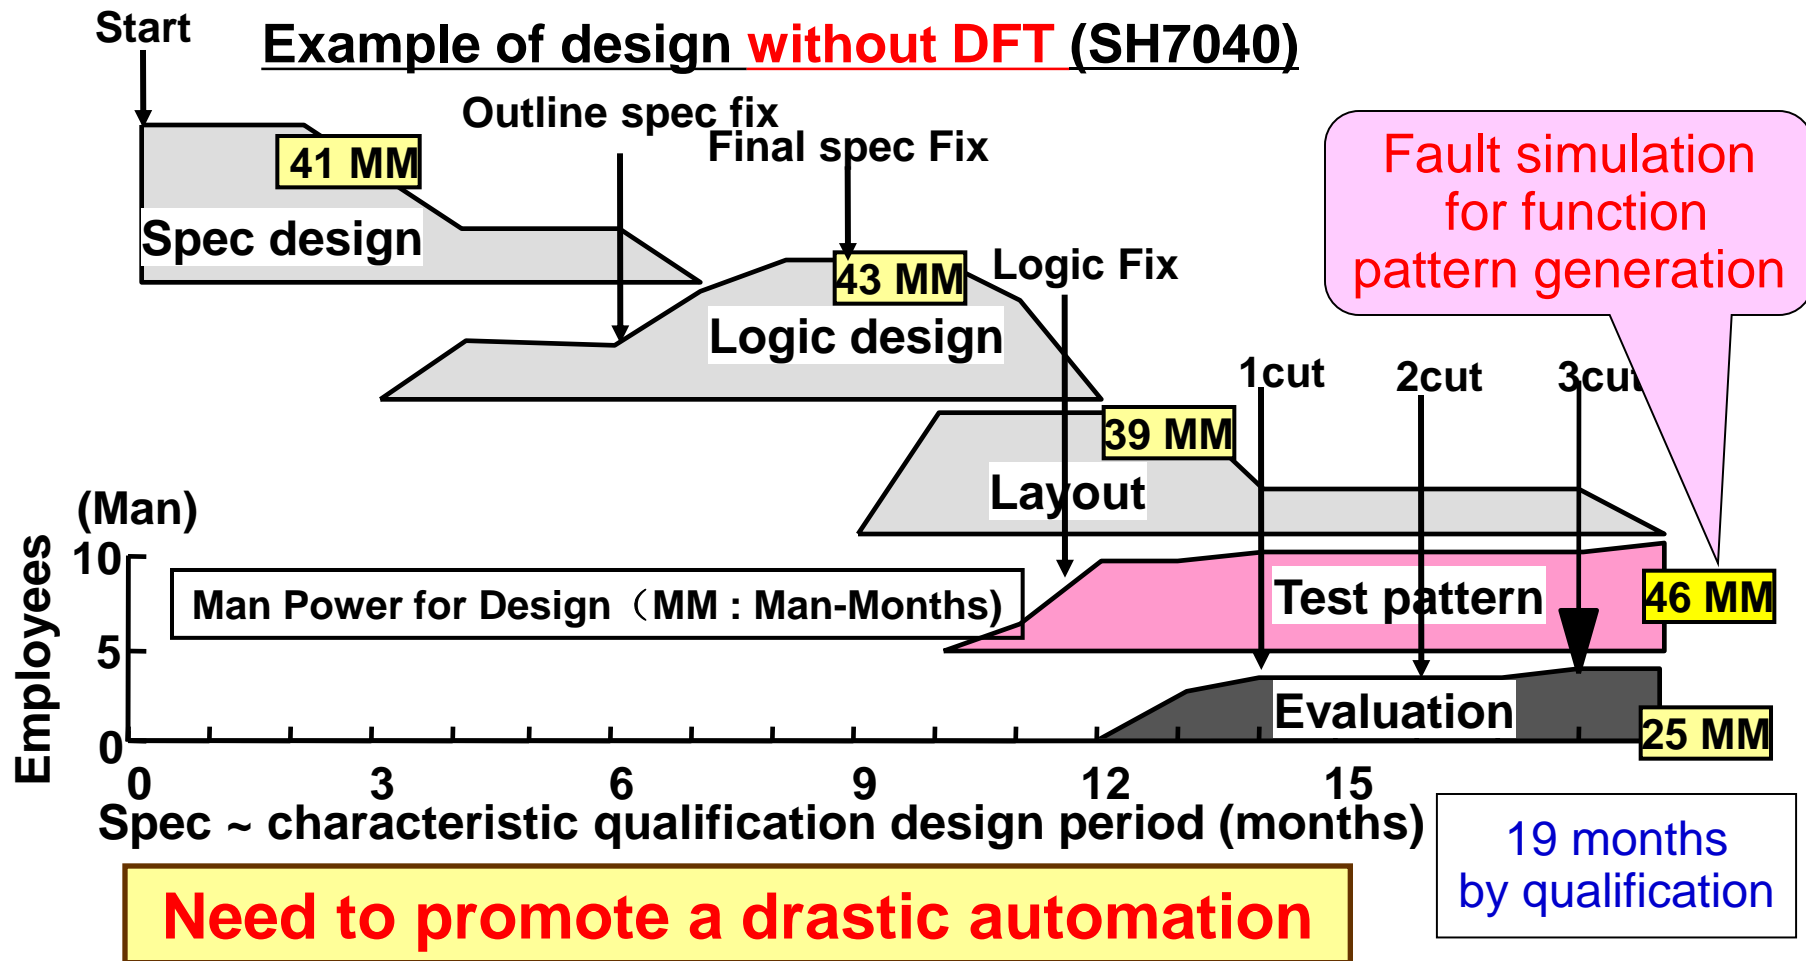 Start
Example of design without DFT (SH7040)
Outline spec fix
Final spec Fix
41 MM
Spec design
Fault simulation
for function
pattern generation
43 MM
Logic Fix
Logic design
1cut
2cut
3cut
39 MM
Layout
(Man)
Employees
10
5
0
Man Power for Design（MM : Man-Months)
Test pattern
46 MM
Evaluation
25 MM
0 3 6 9 12 15
Spec ~ characteristic qualification design period (months)
19 months
by qualification
Need to promote a drastic automation